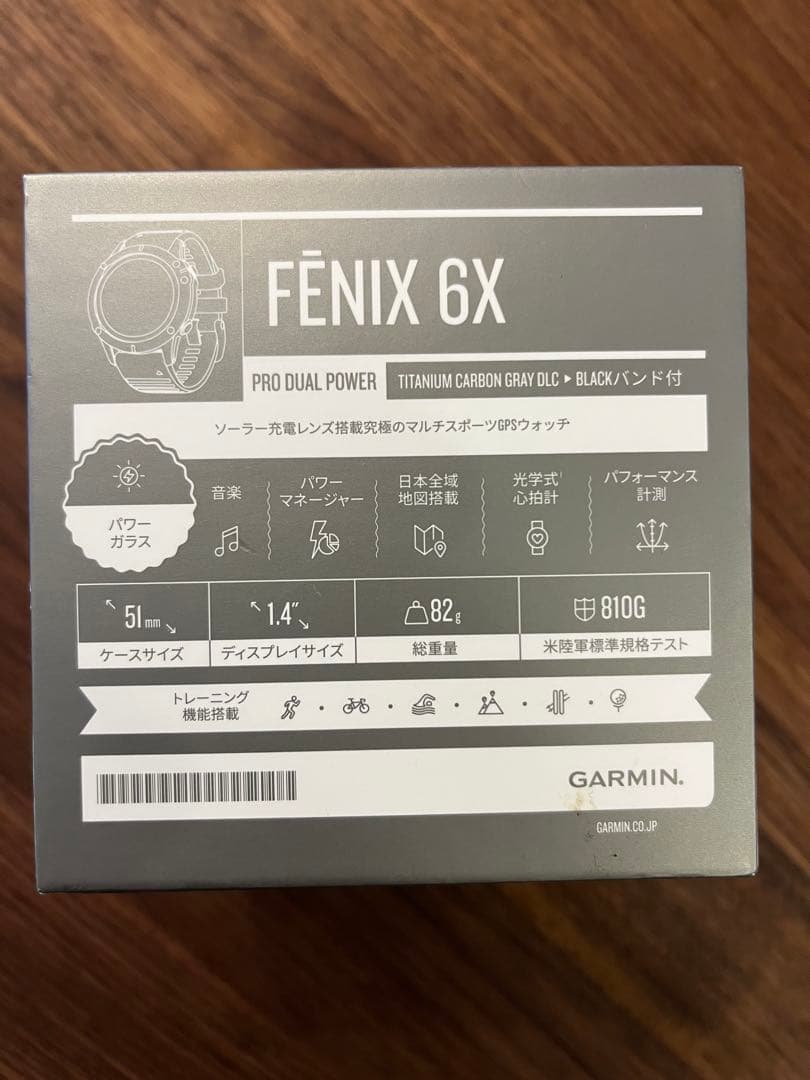 FĒNIX 6X
PRO DUAL POWER
TITANIUM CARBON GRAY DLC ▶ BLACKバンド付
ソーラー充電レンズ搭載究極のマルチスポーツGPSウォッチ
パワー
ガラス
音楽
パワー
マネージャー
日本全域
地図搭載
光学式¹
心拍計
パフォーマンス
計測
51mm
ケースサイズ
1.4"
ディスプレイサイズ
82g
総重量
810G
米陸軍標準規格テスト
トレーニング
機能搭載
GARMIN.
GARMIN.CO.JP